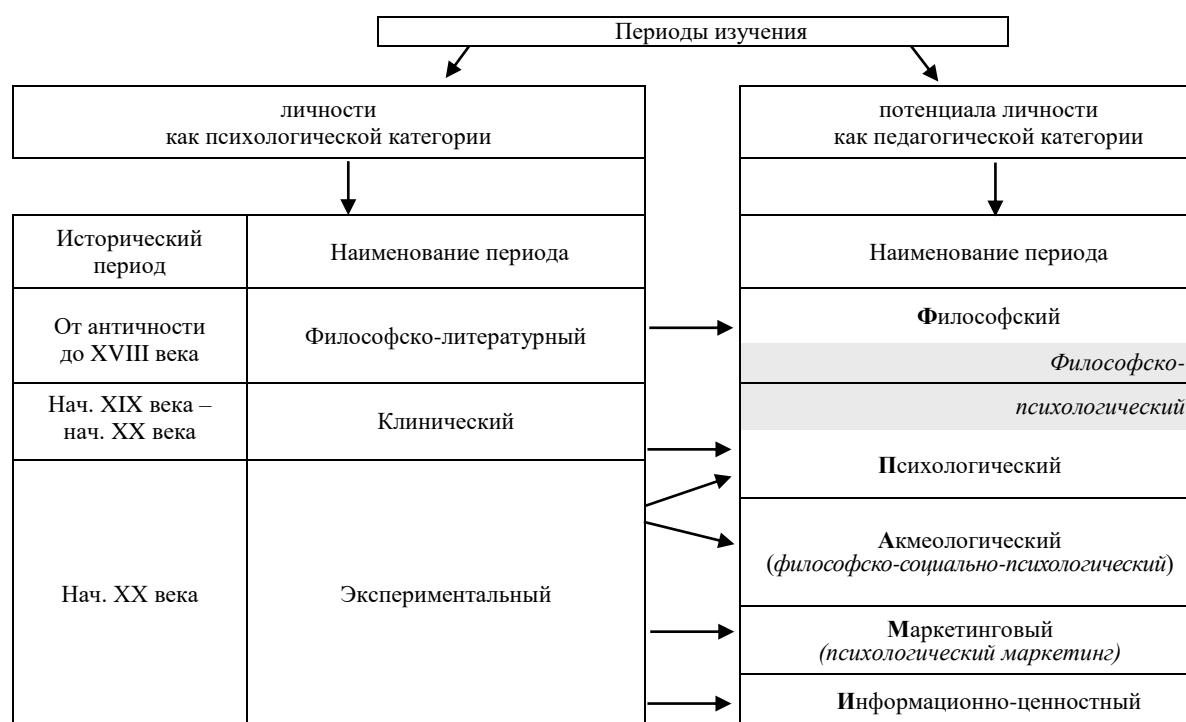 Периоды изучения
личности
как психологической категории
потенциала личности
как педагогической категории
Исторический
период
Наименование периода
Наименование периода
От античности
до XVIII века
Философско-литературный
Философский
Философско-
Нач. XIX века –
нач. XX века
Клинический
психологический
Психологический
Нач. XX века
Экспериментальный
Акмеологический
(философско-социально-психологический)
Маркетинговый
(психологический маркетинг)
Информационно-ценностный